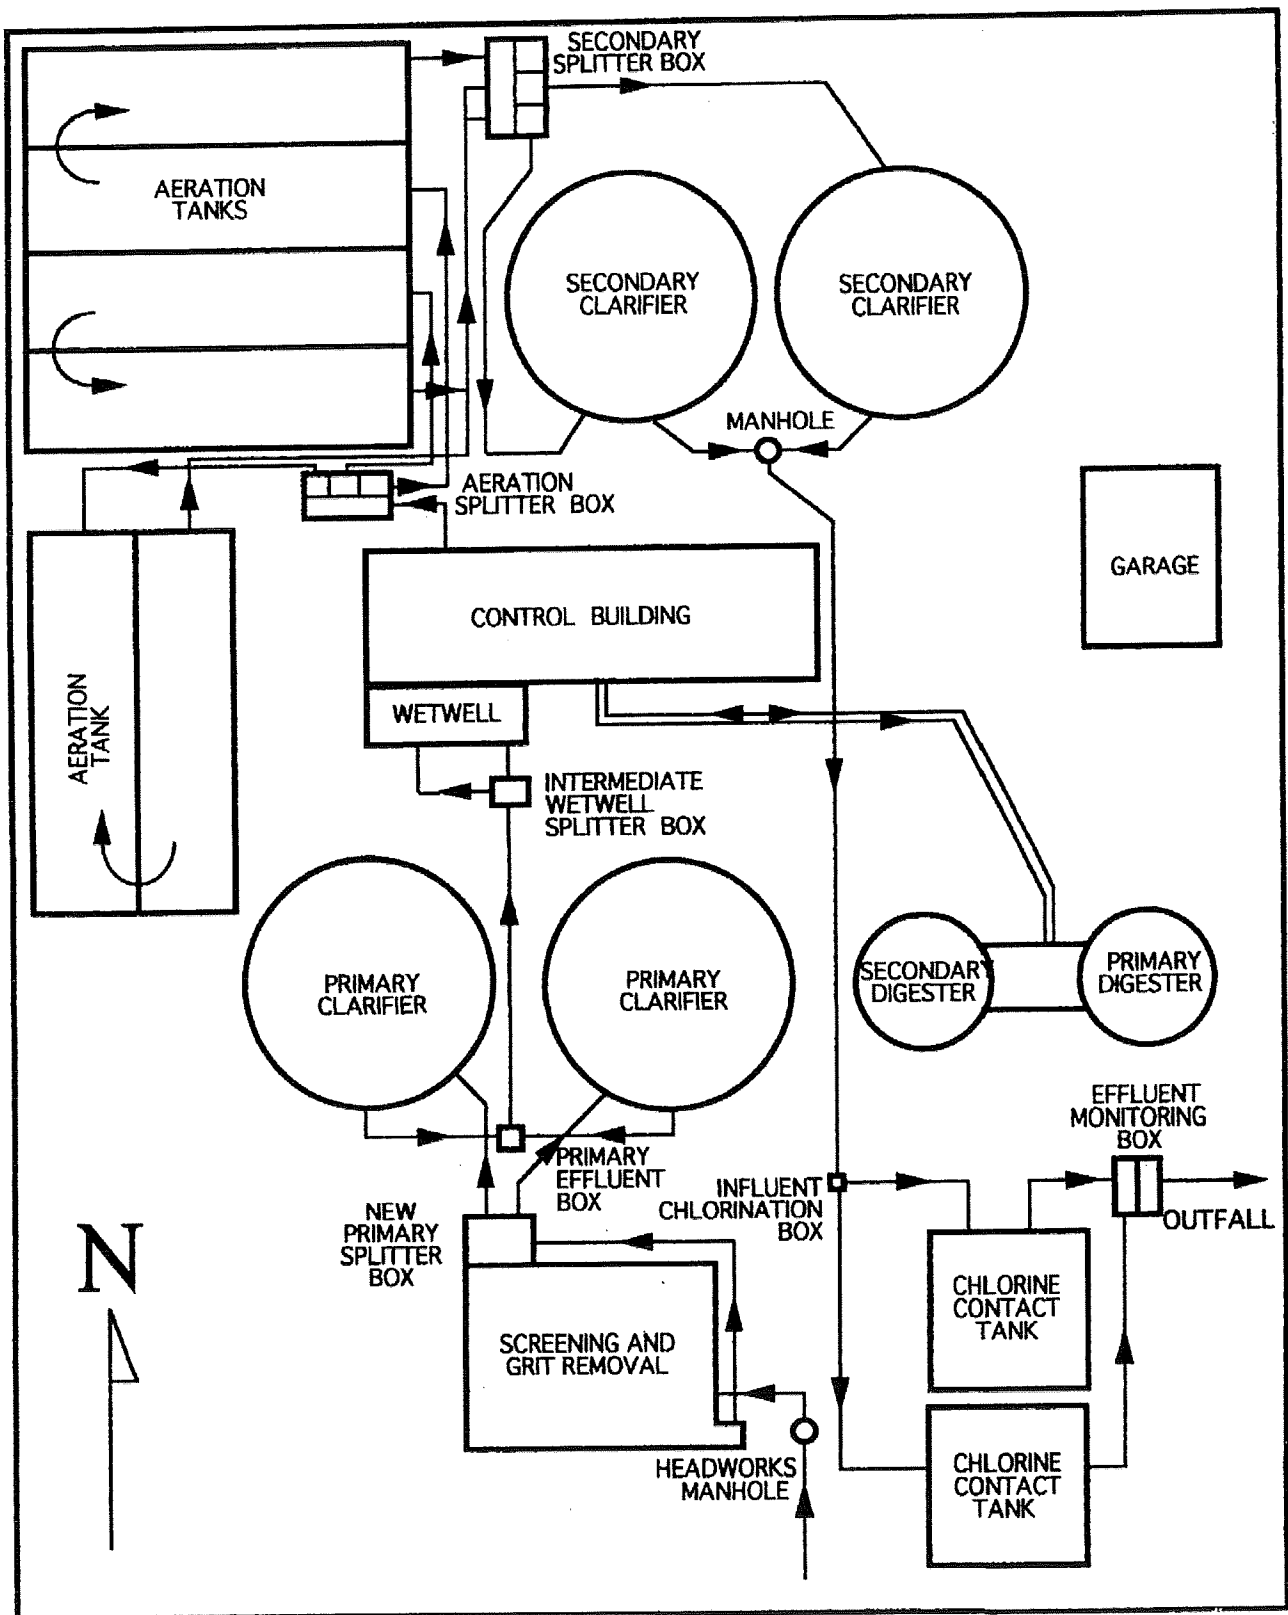 SECONDARY
SPLITTER BOX
AERATION
TANKS
SECONDARY
CLARIFIER
SECONDARY
CLARIFIER
MANHOLE
AERATION
SPLITTER BOX
GARAGE
CONTROL BUILDING
WETWELL
AERATION
TANK
INTERMEDIATE
WETWELL
SPLITTER BOX
PRIMARY
CLARIFIER
PRIMARY
CLARIFIER
SECONDARY
DIGESTER
PRIMARY
DIGESTER
EFFLUENT
MONITORING
BOX
PRIMARY
EFFLUENT
BOX
INFLUENT
CHLORINATION
BOX
OUTFALL
NEW
PRIMARY
SPLITTER
BOX
N
CHLORINE
CONTACT
TANK
SCREENING AND
GRIT REMOVAL
HEADWORKS
MANHOLE
CHLORINE
CONTACT
TANK